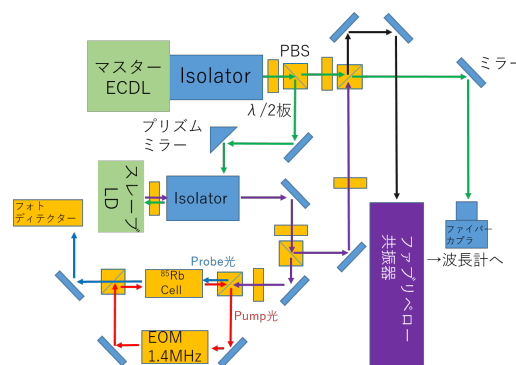 マスター
ECDL
Isolator
PBS
λ/2板
ミラー
プリズム
ミラー
スレーブ
LD
Isolator
フォト
ディテクター
Probe光
⁸⁵Rb
Cell
Pump光
EOM
1.4MHz
ファブリペロー
共振器
ファイバー
カプラ
→波長計へ